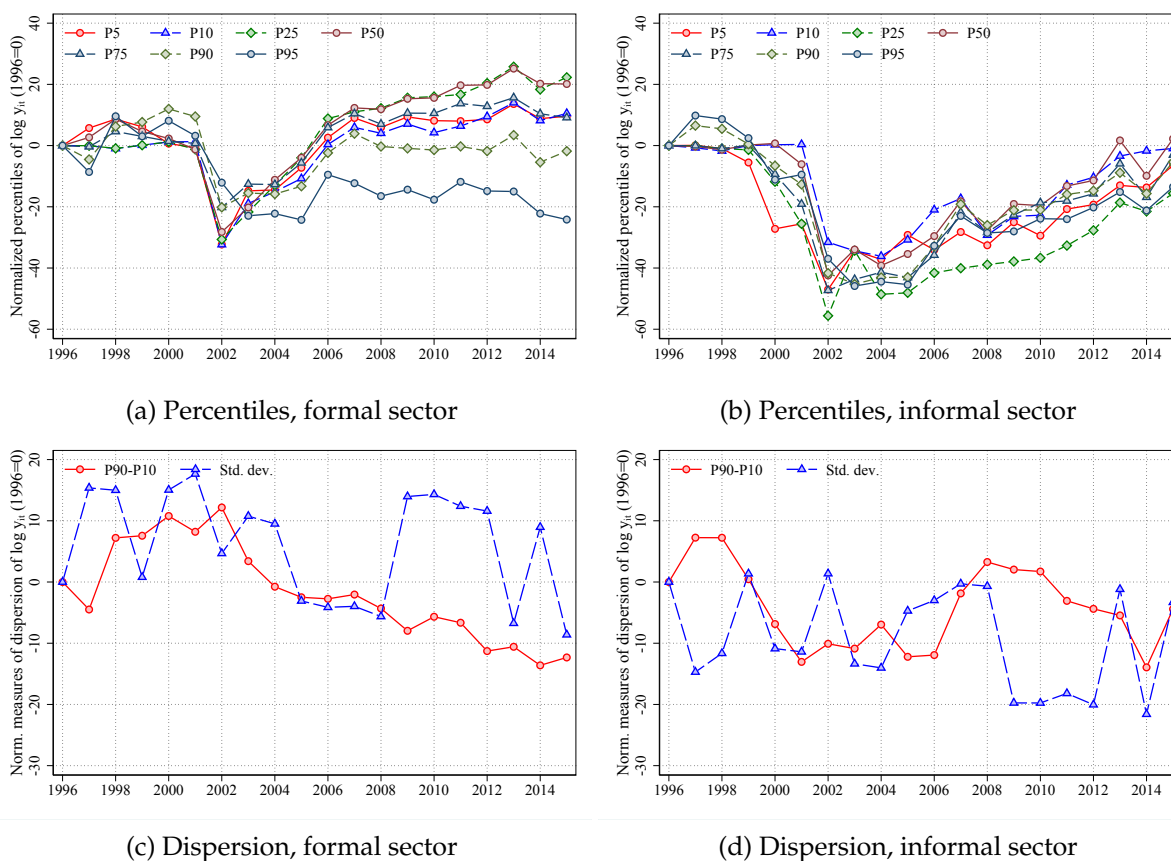 Normalized percentiles of log yᵢₜ (1996=0)
40
20
0
-20
-40
-60
P5 P10 P25 P50
P75 P90 P95
1996 1998 2000 2002 2004 2006 2008 2010 2012 2014
(a) Percentiles, formal sector
Normalized percentiles of log yᵢₜ (1996=0)
40
20
0
-20
-40
-60
P5 P10 P25 P50
P75 P90 P95
1996 1998 2000 2002 2004 2006 2008 2010 2012 2014
(b) Percentiles, informal sector
Norm. measures of dispersion of log yᵢₜ (1996=0)
20
10
0
-10
-20
-30
P90-P10 Std. dev.
1996 1998 2000 2002 2004 2006 2008 2010 2012 2014
(c) Dispersion, formal sector
Norm. measures of dispersion of log yᵢₜ (1996=0)
20
10
0
-10
-20
-30
P90-P10 Std. dev.
1996 1998 2000 2002 2004 2006 2008 2010 2012 2014
(d) Dispersion, informal sector